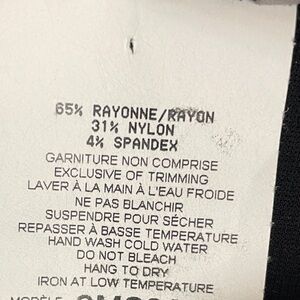 65% RAYONNE/RAYON
31% NYLON
4% SPANDEX
GARNITURE NON COMPRISE
EXCLUSIVE OF TRIMMING
LAVER À LA MAIN À L'EAU FROIDE
NE PAS BLANCHIR
SUSPENDRE POUR SÉCHER
REPASSER À BASSE TEMPERATURE
HAND WASH COLD WATER
DO NOT BLEACH
HANG TO DRY
IRON AT LOW TEMPERATURE
MODÈLE